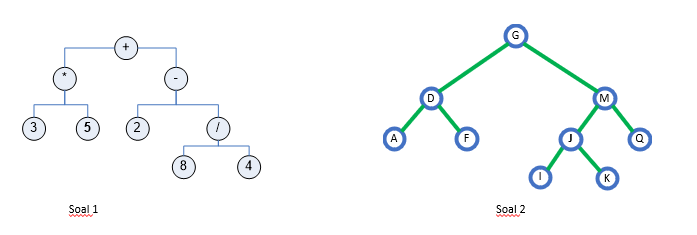 G
+
* -
D M
3 5 2 /
A F J Q
8 4
I K
Soal 1 Soal 2